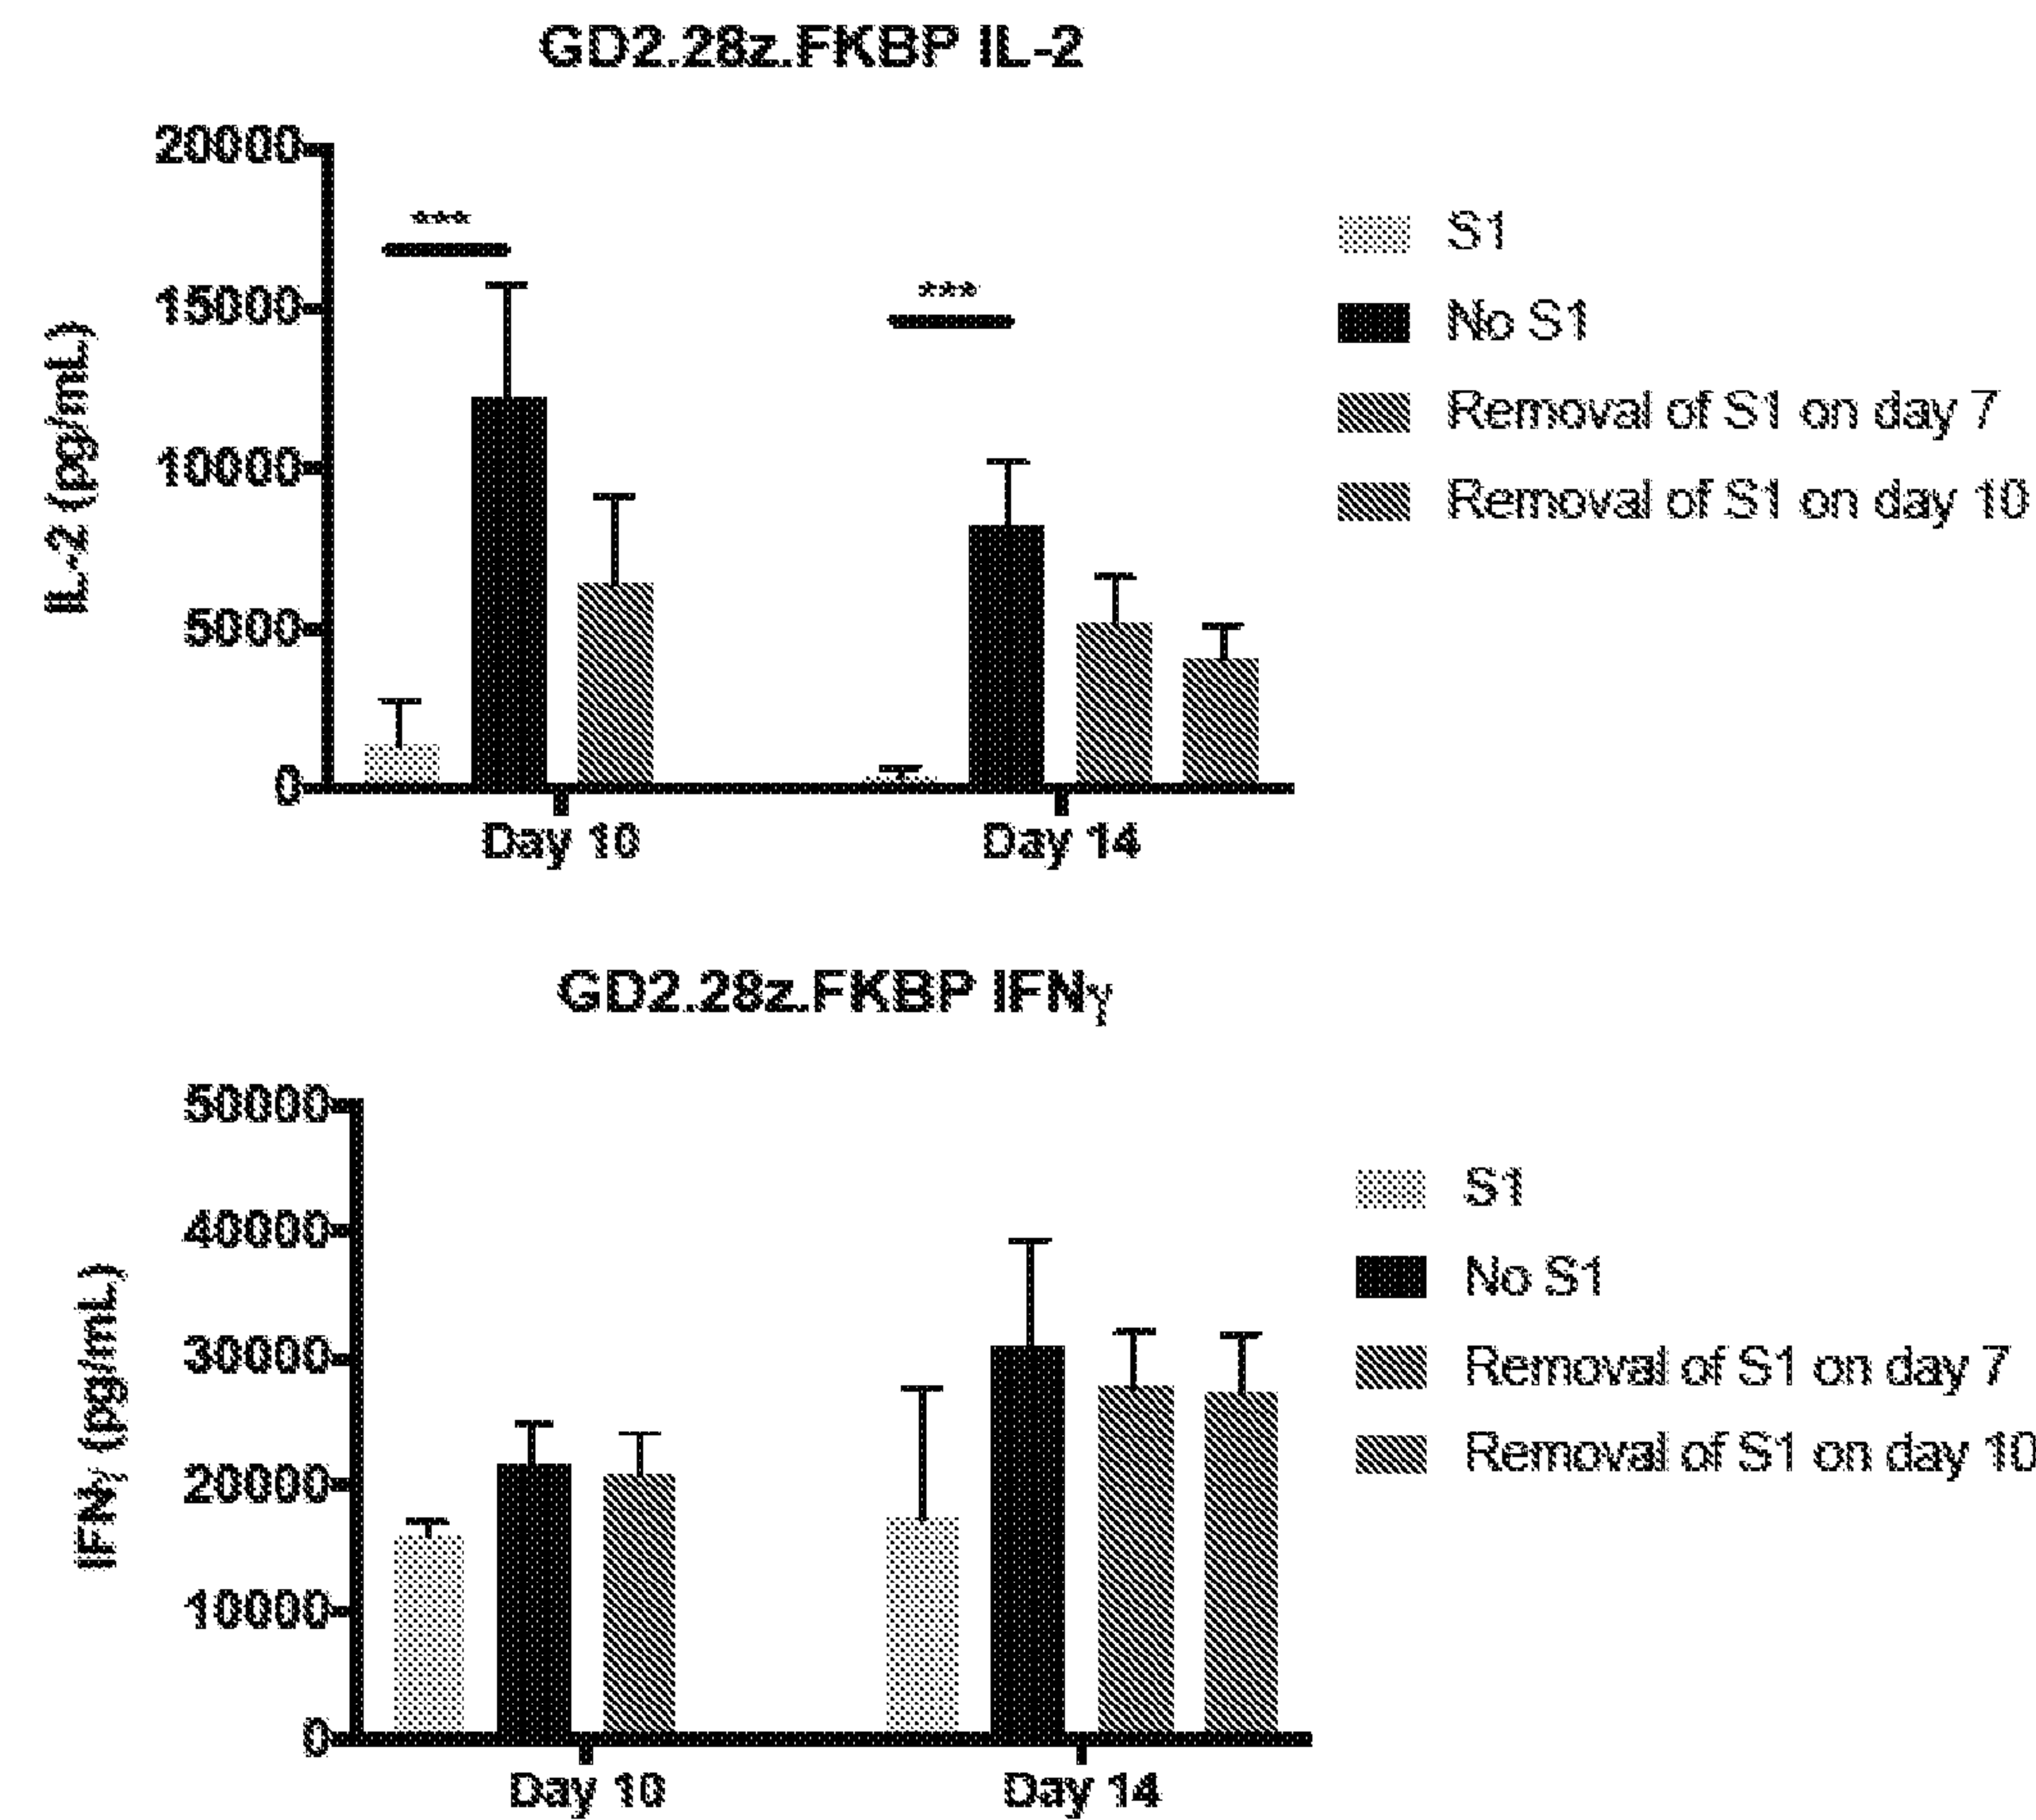 GD2.28z.FKBP IL-2
IL-2 (pg/mL)
20000
15000
10000
5000
0
***
***
Day 10
Day 14
S1
No S1
Removal of S1 on day 7
Removal of S1 on day 10
GD2.28z.FKBP IFNγ
IFNγ (pg/mL)
50000
40000
30000
20000
10000
0
Day 10
Day 14
S1
No S1
Removal of S1 on day 7
Removal of S1 on day 10